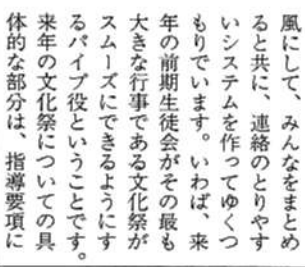 風にして、みんなをまとめ
ると共に、連絡のとりやす
いシステムを作ってゆくつ
もりでいます。いわば、来
年の前期生徒会がその最も
大きな行事である文化祭が
スムーズにできるようにす
るパイプ役ということです。
来年の文化祭についての具
体的な部分は、指導要項に